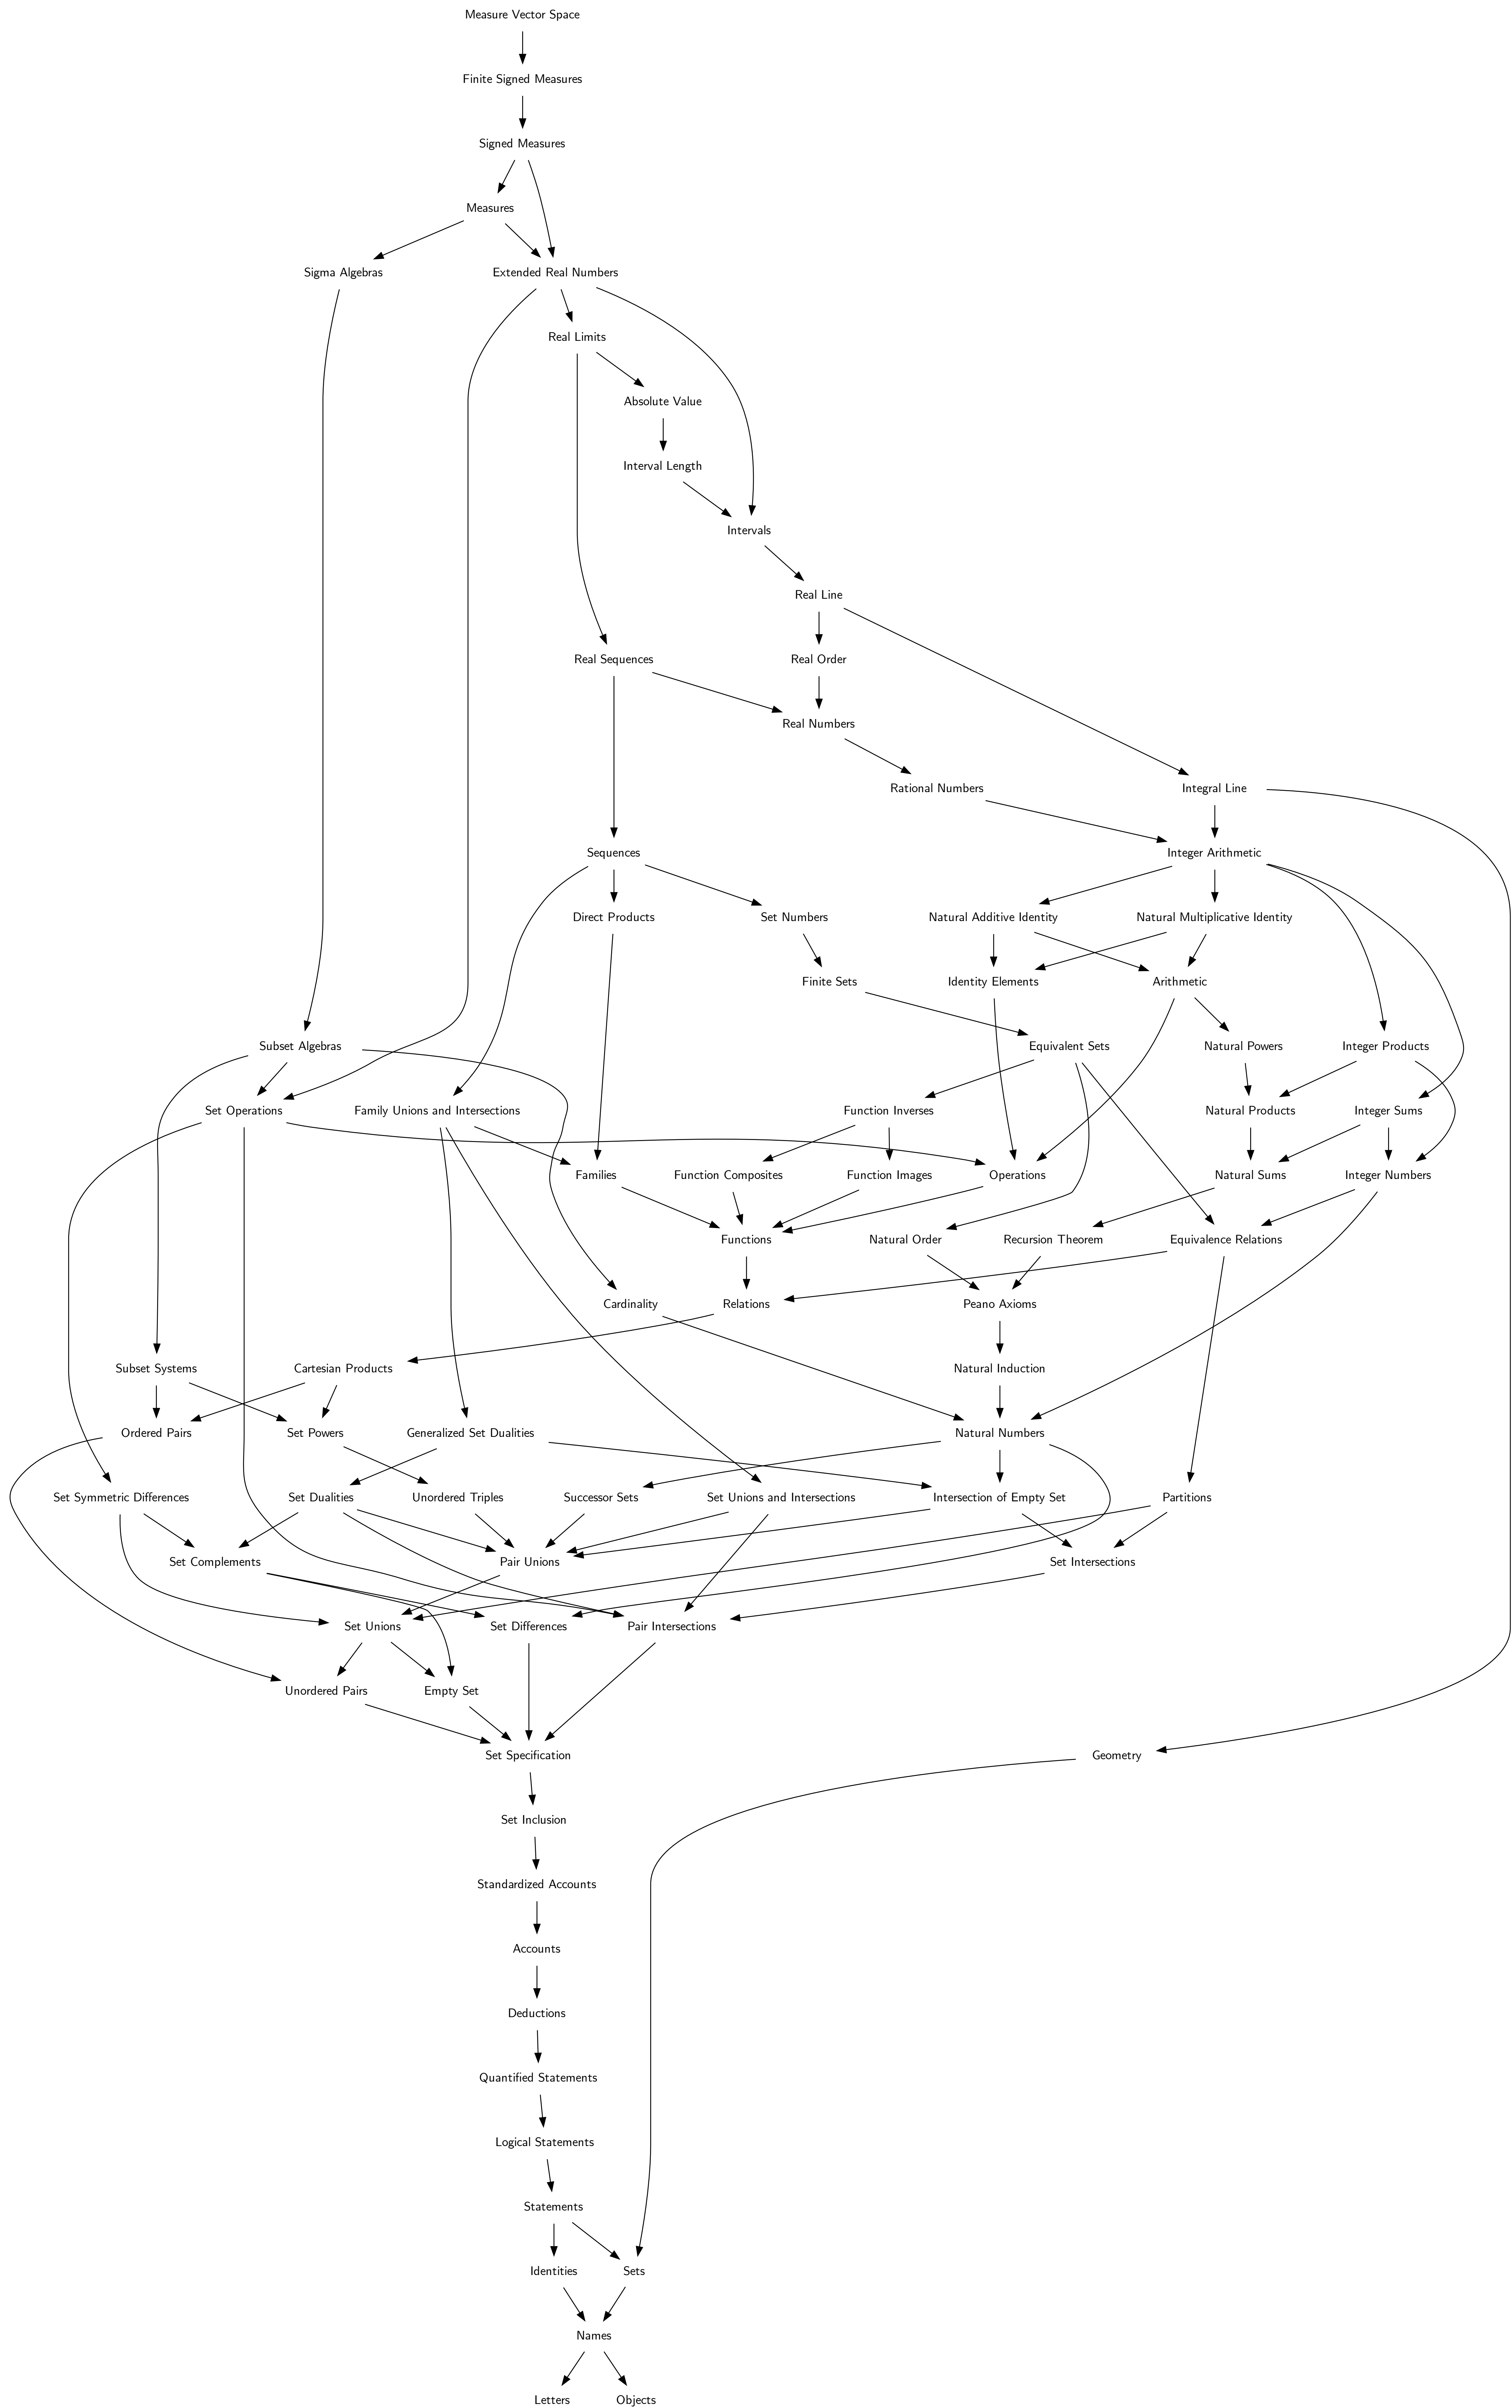 Measure Vector Space
Finite Signed Measures
Signed Measures
Measures
Sigma Algebras
Extended Real Numbers
Real Limits
Absolute Value
Interval Length
Intervals
Real Line
Real Sequences
Real Order
Real Numbers
Rational Numbers
Integral Line
Sequences
Integer Arithmetic
Direct Products
Set Numbers
Natural Additive Identity
Natural Multiplicative Identity
Finite Sets
Identity Elements
Arithmetic
Subset Algebras
Equivalent Sets
Natural Powers
Integer Products
Set Operations
Family Unions and Intersections
Function Inverses
Natural Products
Integer Sums
Families
Function Composites
Function Images
Operations
Natural Sums
Integer Numbers
Functions
Natural Order
Recursion Theorem
Equivalence Relations
Cardinality
Relations
Peano Axioms
Subset Systems
Cartesian Products
Natural Induction
Ordered Pairs
Set Powers
Generalized Set Dualities
Natural Numbers
Set Symmetric Differences
Set Dualities
Unordered Triples
Successor Sets
Set Unions and Intersections
Intersection of Empty Set
Partitions
Set Complements
Pair Unions
Set Intersections
Set Unions
Set Differences
Pair Intersections
Unordered Pairs
Empty Set
Set Specification
Geometry
Set Inclusion
Standardized Accounts
Accounts
Deductions
Quantified Statements
Logical Statements
Statements
Identities
Sets
Names
Letters
Objects